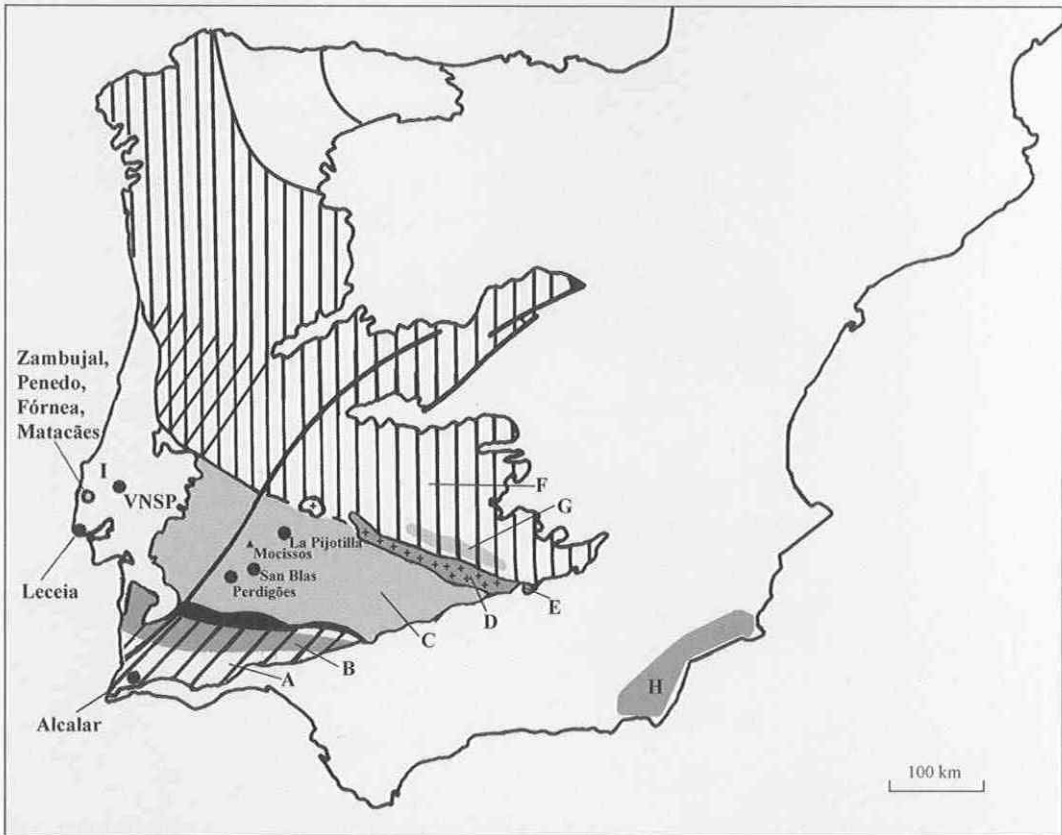 Zambujal,
Penedo,
Fórnea,
Matacães
I
VNSP
Leceia
La Pijotilla
Mocissos
San Blas
Perdigões
F
G
E
D
C
B
A
Alcalar
H
100 km